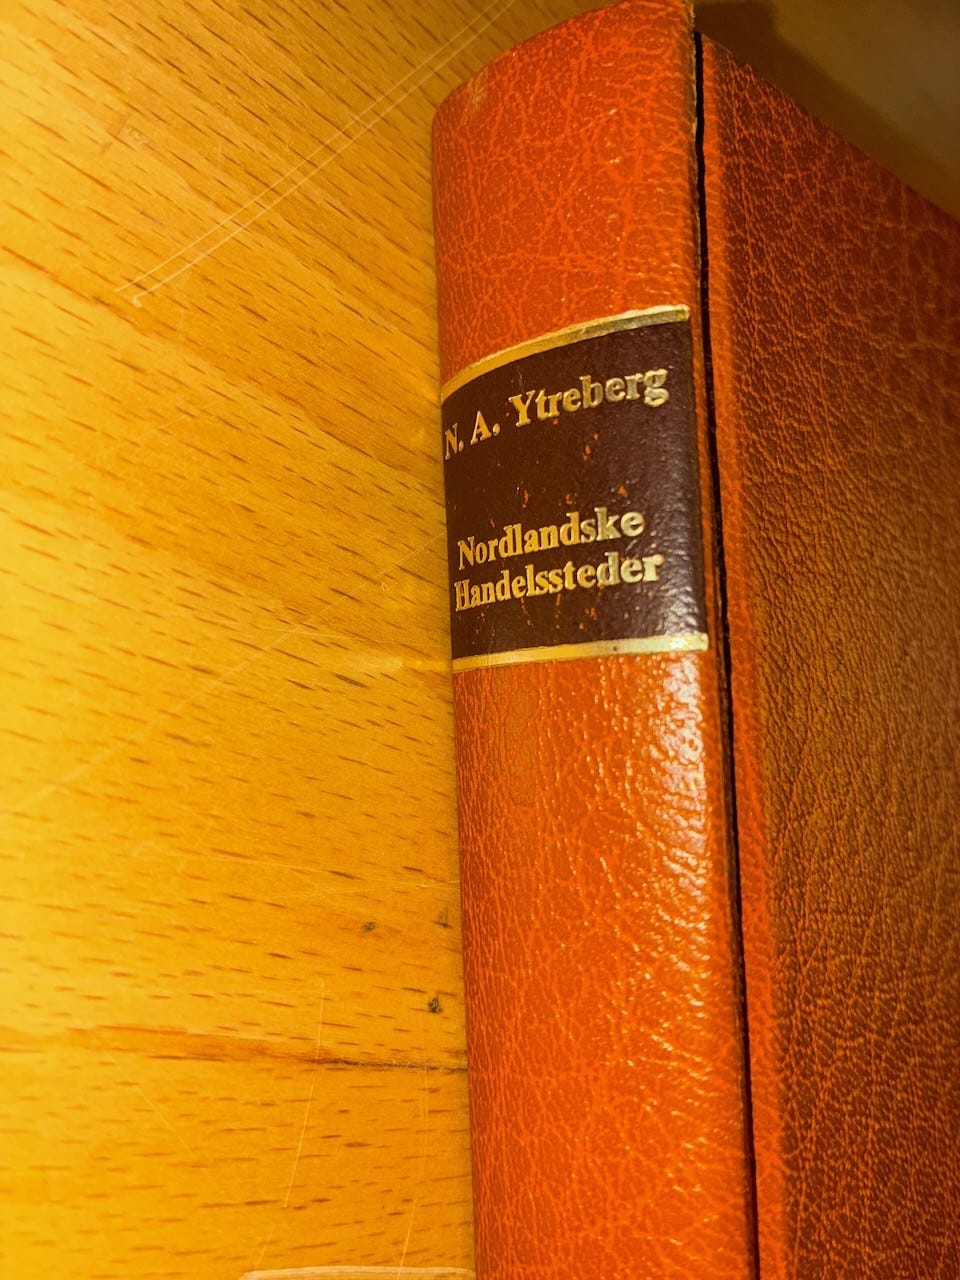 N. A. Ytreberg
Nordlandske
Handelssteder